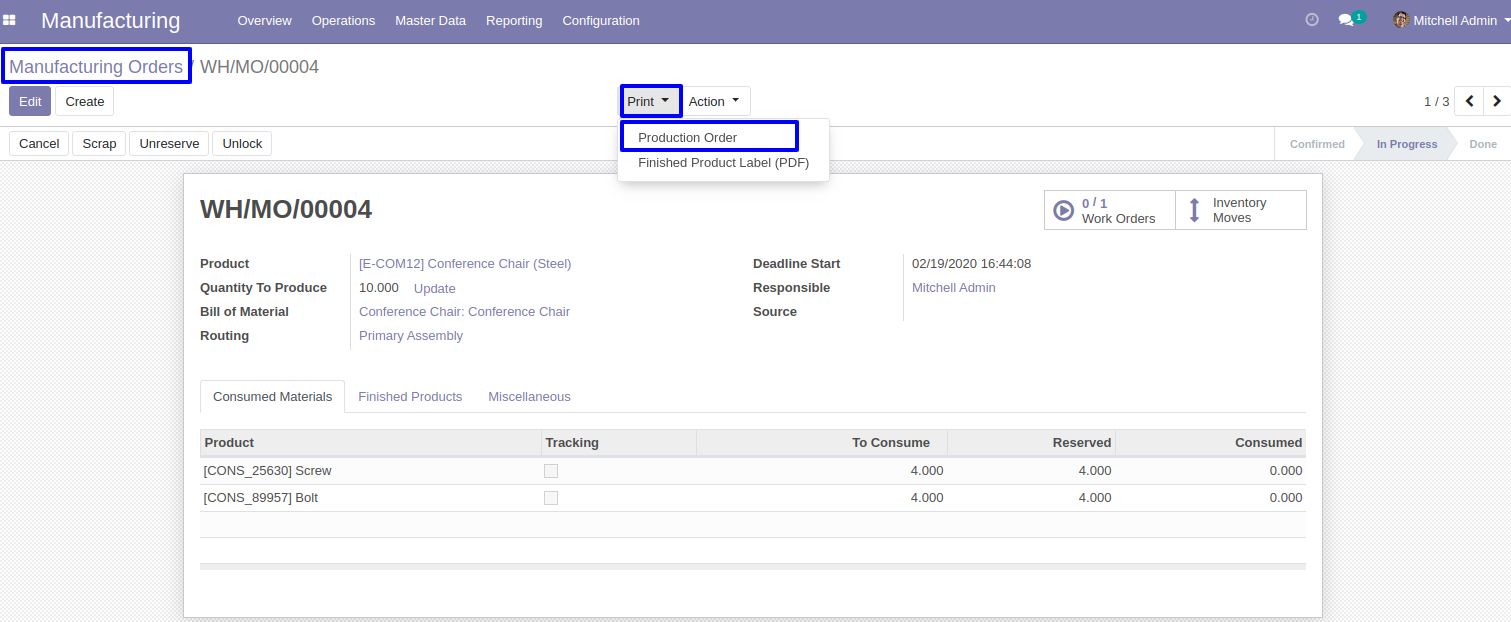 Manufacturing Overview Operations Master Data Reporting Configuration 1 Mitchell Admin
Manufacturing Orders / WH/MO/00004
Edit Create Print Action 1 / 3
Cancel Scrap Unreserve Unlock Production Order Confirmed In Progress Done
Finished Product Label (PDF)
WH/MO/00004
0 / 1
Work Orders
Inventory
Moves
Product [E-COM12] Conference Chair (Steel) Deadline Start 02/19/2020 16:44:08
Quantity To Produce 10.000 Update Responsible Mitchell Admin
Bill of Material Conference Chair: Conference Chair Source
Routing Primary Assembly
Consumed Materials Finished Products Miscellaneous
Product Tracking To Consume Reserved Consumed
[CONS_25630] Screw 4.000 4.000 0.000
[CONS_89957] Bolt 4.000 4.000 0.000